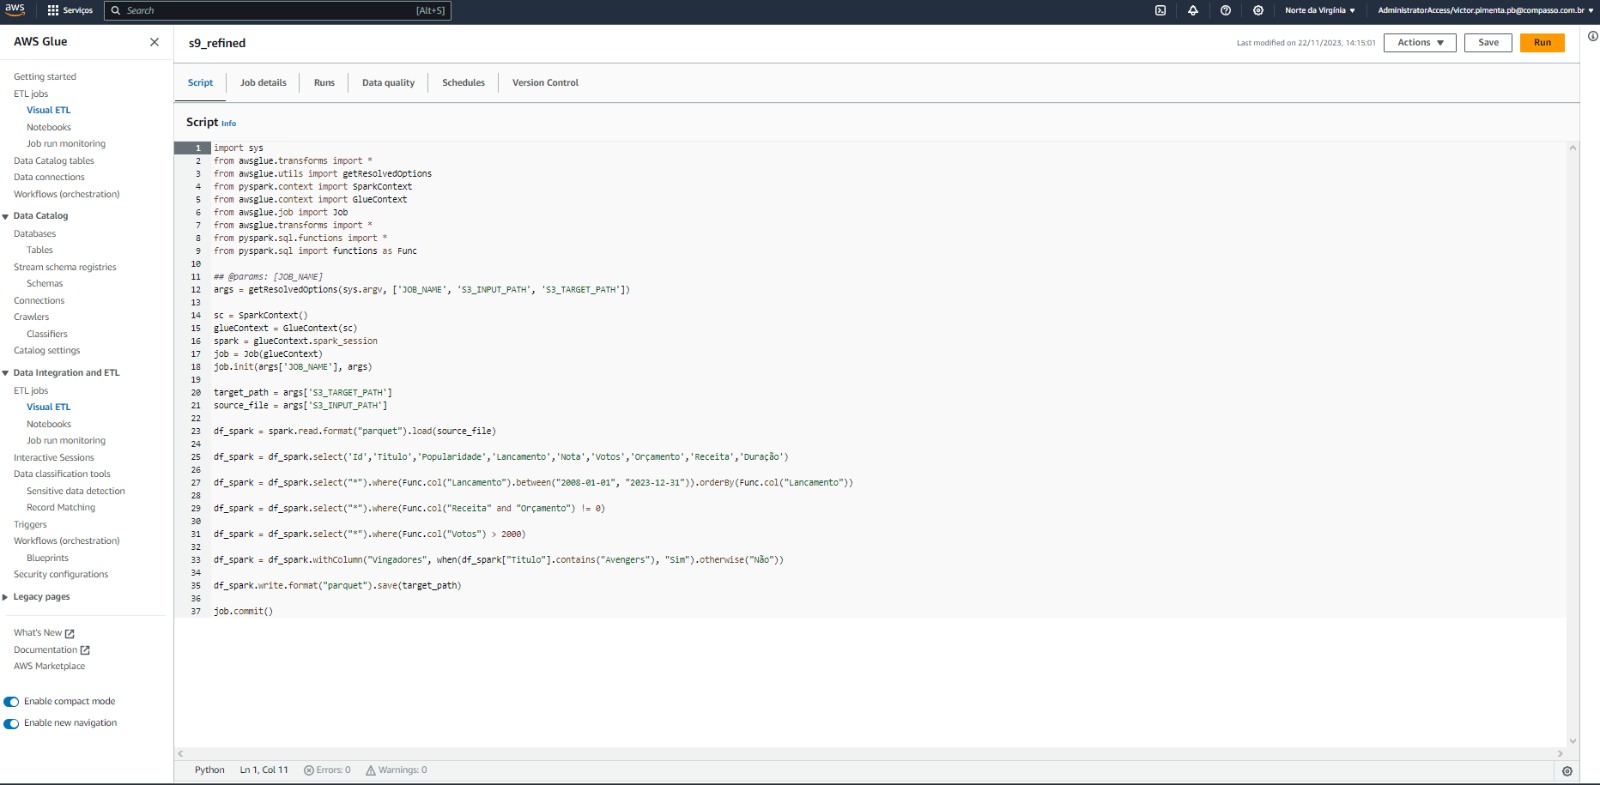 aws
Serviços
Search
[Alt+S]
Norte da Virgínia ▼
AdministratorAccess/victor.pimenta.pb@compasso.com.br ▼
AWS Glue
Getting started
ETL jobs
Visual ETL
Notebooks
Job run monitoring
Data Catalog tables
Data connections
Workflows (orchestration)
Data Catalog
Databases
Tables
Stream schema registries
Schemas
Connections
Crawlers
Classifiers
Catalog settings
Data Integration and ETL
ETL jobs
Visual ETL
Notebooks
Job run monitoring
Interactive Sessions
Data classification tools
Sensitive data detection
Record Matching
Triggers
Workflows (orchestration)
Blueprints
Security configurations
Legacy pages
What's New
Documentation
AWS Marketplace
Enable compact mode
Enable new navigation
s9_refined
Last modified on 22/11/2023, 14:15:01
Actions ▼
Save
Run
Script
Job details
Runs
Data quality
Schedules
Version Control
Script Info
1 import sys
2 from awsglue.transforms import *
3 from awsglue.utils import getResolvedOptions
4 from pyspark.context import SparkContext
5 from awsglue.context import GlueContext
6 from awsglue.job import Job
7 from awsglue.transforms import *
8 from pyspark.sql.functions import *
9 from pyspark.sql import functions as Func
10
11 ## @params: [JOB_NAME]
12 args = getResolvedOptions(sys.argv, ['JOB_NAME', 'S3_INPUT_PATH', 'S3_TARGET_PATH'])
13
14 sc = SparkContext()
15 glueContext = GlueContext(sc)
16 spark = glueContext.spark_session
17 job = Job(glueContext)
18 job.init(args['JOB_NAME'], args)
19
20 target_path = args['S3_TARGET_PATH']
21 source_file = args['S3_INPUT_PATH']
22
23 df_spark = spark.read.format("parquet").load(source_file)
24
25 df_spark = df_spark.select('Id','Titulo','Popularidade','Lancamento','Nota','Votos','Orçamento','Receita','Duração')
26
27 df_spark = df_spark.select("*").where(Func.col("Lancamento").between("2008-01-01", "2023-12-31")).orderBy(Func.col("Lancamento"))
28
29 df_spark = df_spark.select("*").where(Func.col("Receita" and "Orçamento") != 0)
30
31 df_spark = df_spark.select("*").where(Func.col("Votos") > 2000)
32
33 df_spark = df_spark.withColumn("Vingadores", when(df_spark["Titulo"].contains("Avengers"), "Sim").otherwise("Não"))
34
35 df_spark.write.format("parquet").save(target_path)
36
37 job.commit()
Python
Ln 1, Col 11
Errors: 0
Warnings: 0